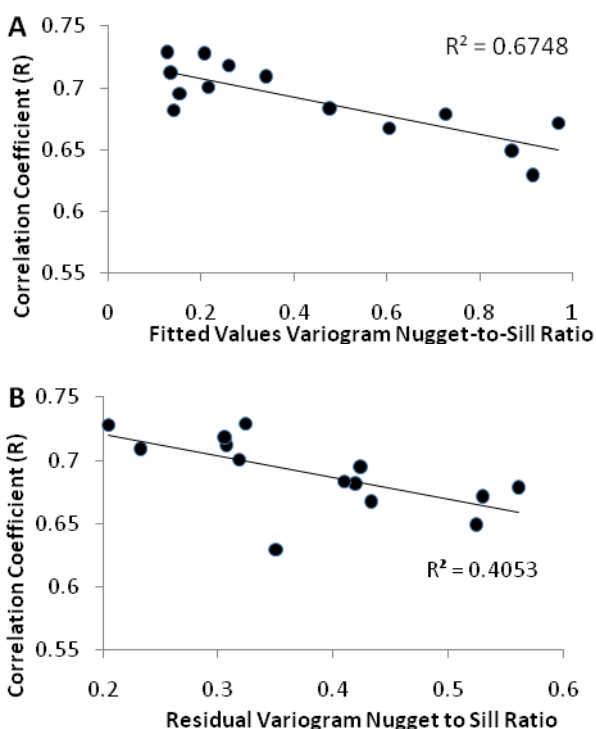 A
Correlation Coefficient (R)
0.75
0.7
0.65
0.6
0.55
R² = 0.6748
0 0.2 0.4 0.6 0.8 1
Fitted Values Variogram Nugget-to-Sill Ratio
B
Correlation Coefficient (R)
0.75
0.7
0.65
0.6
0.55
R² = 0.4053
0.2 0.3 0.4 0.5 0.6
Residual Variogram Nugget to Sill Ratio